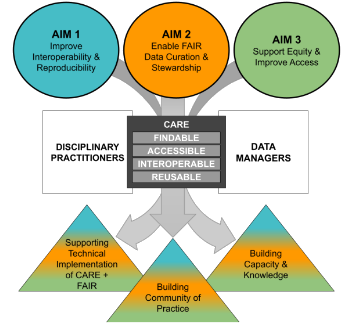 AIM 1
Improve
Interoperability &
Reproducibility
AIM 2
Enable FAIR
Data Curation &
Stewardship
AIM 3
Support Equity &
Improve Access
DISCIPLINARY
PRACTITIONERS
CARE
FINDABLE
ACCESSIBLE
INTEROPERABLE
REUSABLE
DATA
MANAGERS
Supporting
Technical
Implementation
of CARE +
FAIR
Building
Community of
Practice
Building
Capacity &
Knowledge